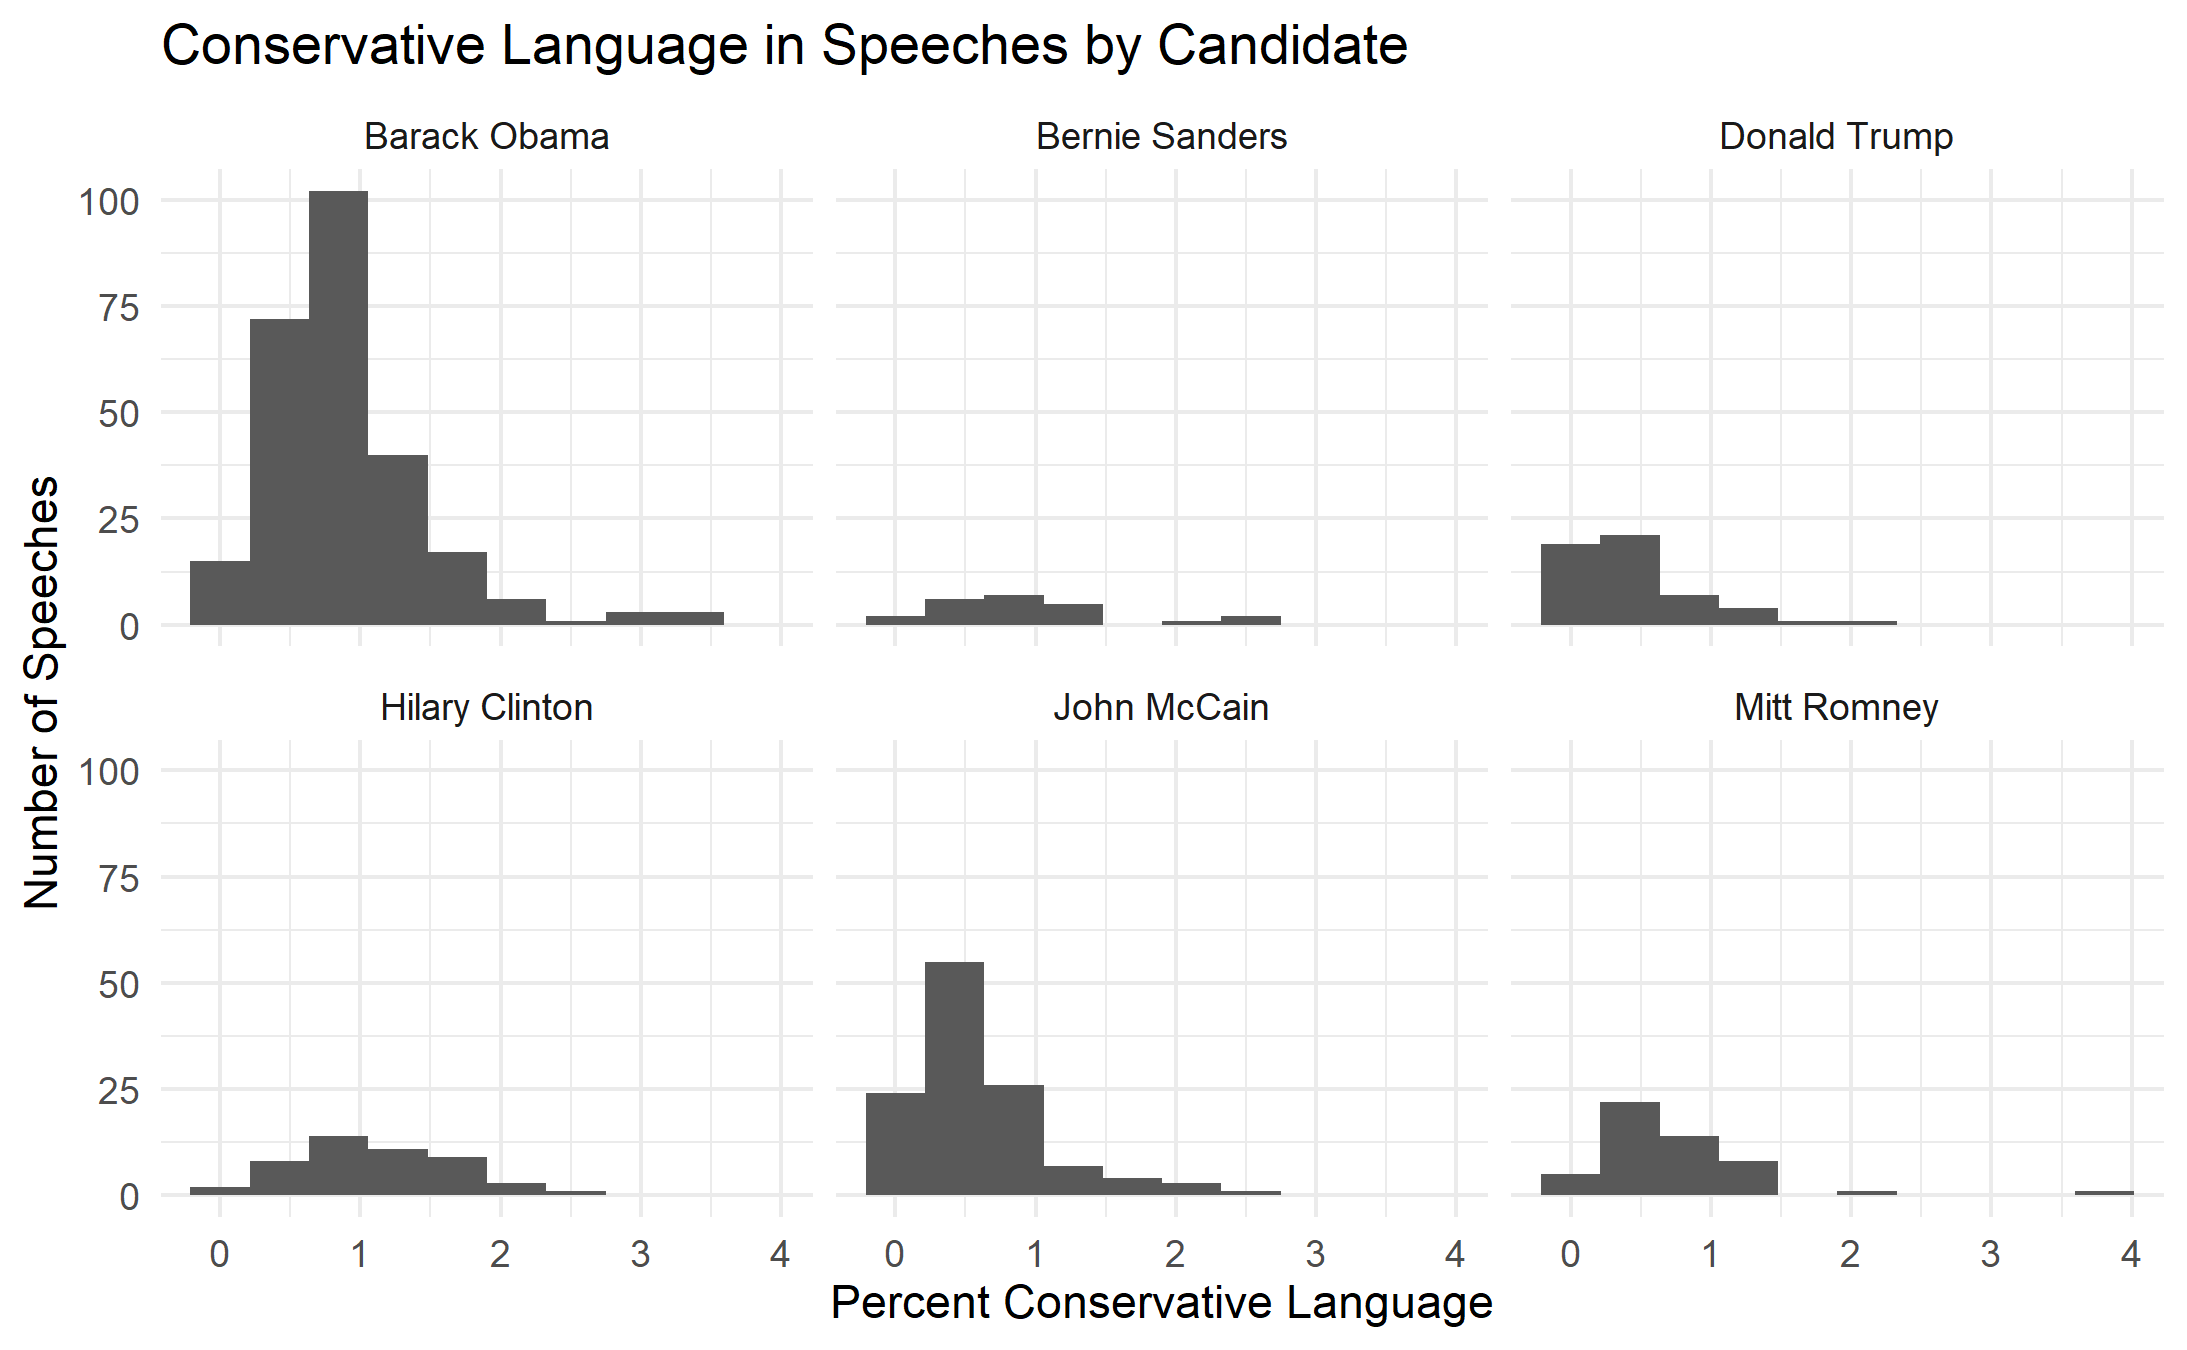 Conservative Language in Speeches by Candidate
Barack Obama
Bernie Sanders
Donald Trump
100
75
50
25
0
Hilary Clinton
John McCain
Mitt Romney
100
75
50
25
0
0 1 2 3 4
0 1 2 3 4
0 1 2 3 4
Percent Conservative Language
Number of Speeches